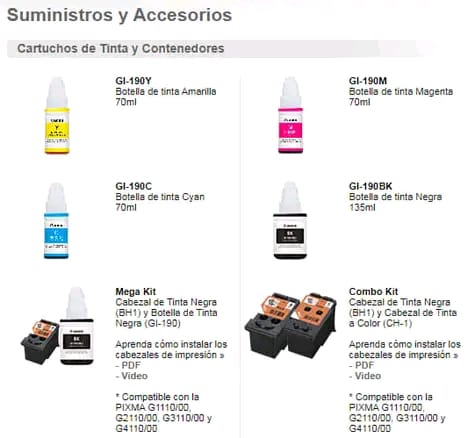 Suministros y Accesorios
Cartuchos de Tinta y Contenedores
GI-190Y
Botella de tinta Amarilla
70ml
GI-190M
Botella de tinta Magenta
70ml
GI-190C
Botella de tinta Cyan
70ml
GI-190BK
Botella de tinta Negra
135ml
Mega Kit
Cabezal de Tinta Negra
(BH1) y Botella de Tinta
Negra (GI-190)
Aprenda cómo instalar los
cabezales de impresión »
- PDF
- Video
* Compatible con la
PIXMA G1110/00,
G2110/00, G3110/00 y
G4110/00
Combo Kit
Cabezal de Tinta Negra
(BH1) y Cabezal de Tinta
a Color (CH-1)
Aprenda cómo instalar los
cabezales de impresión »
- PDF
- Video
* Compatible con la
PIXMA G1110/00,
G2110/00, G3110/00 y
G4110/00